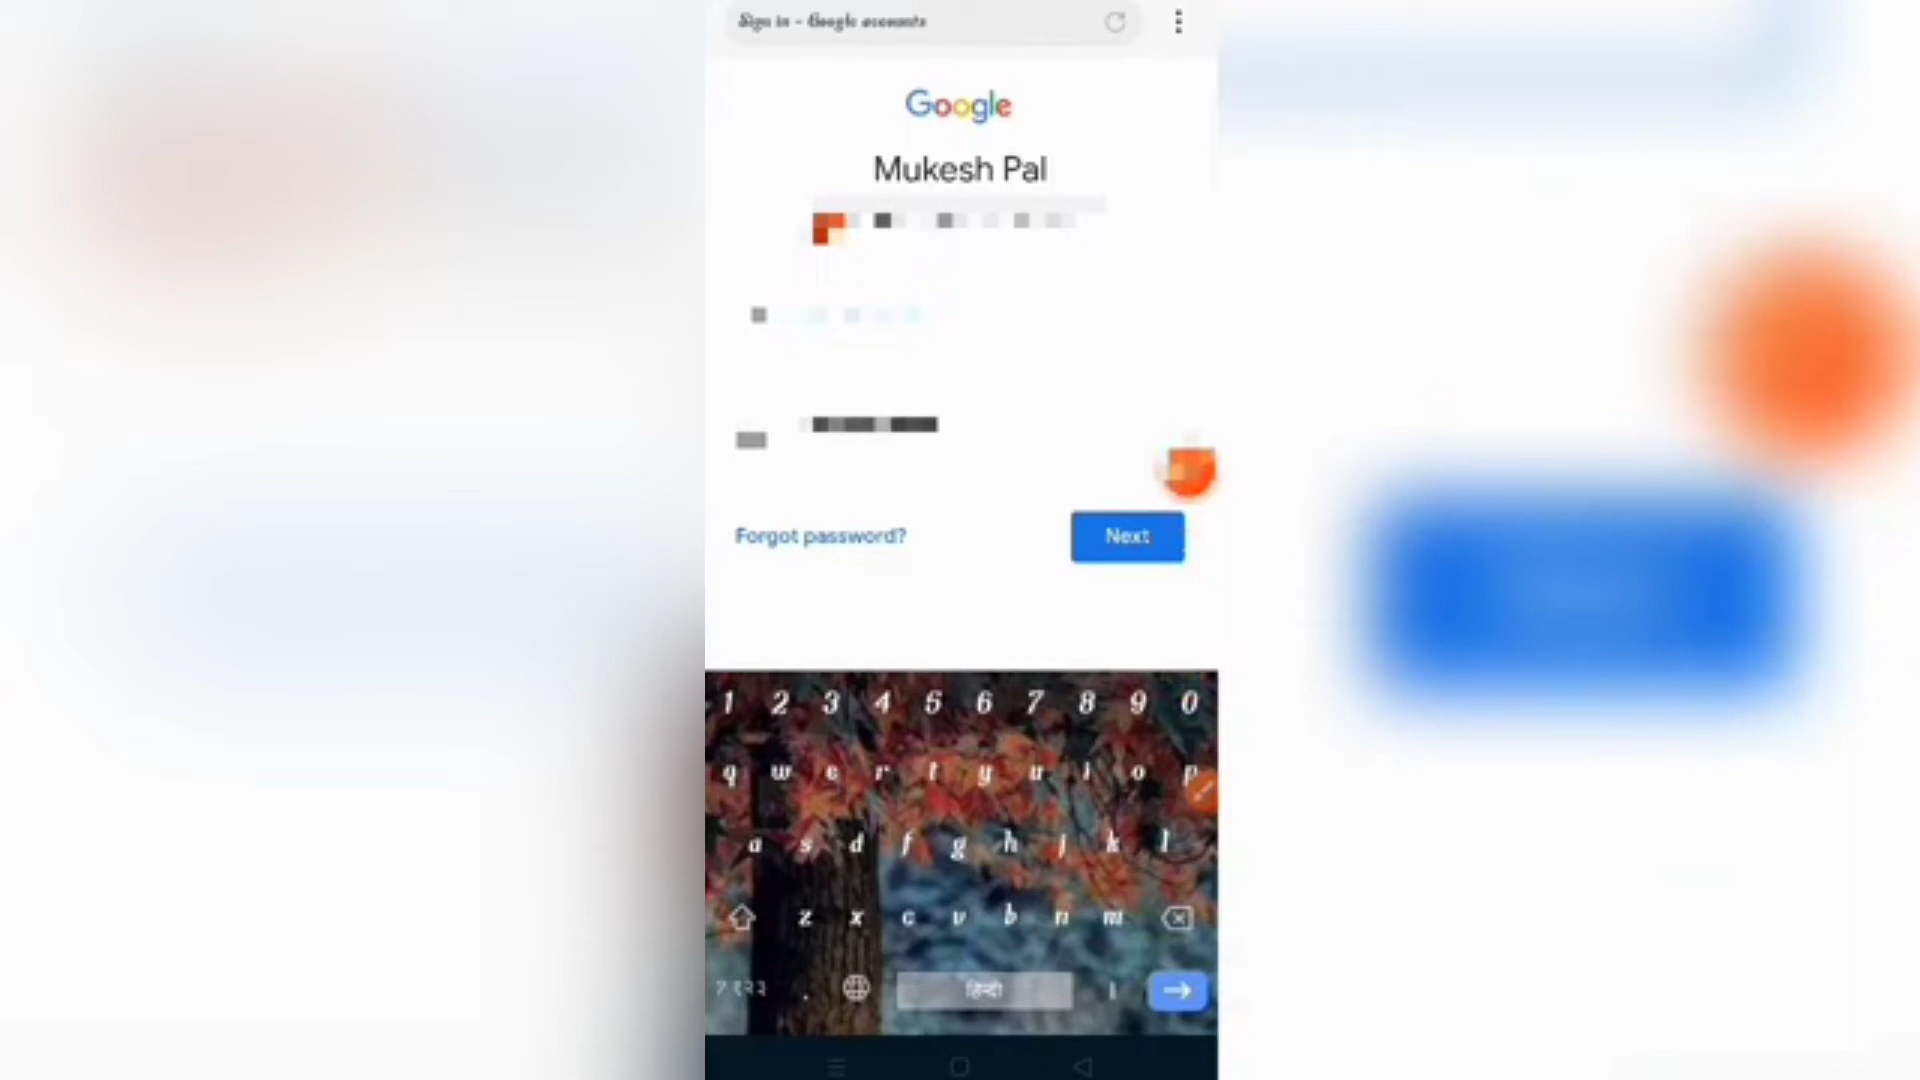 Sign in - Google accounts
Google
Mukesh Pal
Forgot password?
Next
1 2 3 4 5 6 7 8 9 0
q w e r t y u i o p
a s d f g h j k l
z x c v b n m
? १२३ . हिन्दी ।